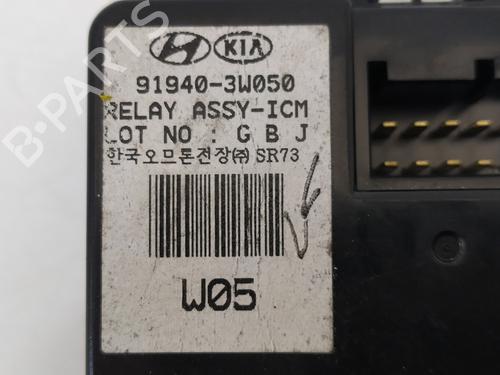 KIA
91940-3W050
RELAY ASSY-ICM
LOT NO : G B J
한국오므론전장㈜ SR73
W05
B-PARTS